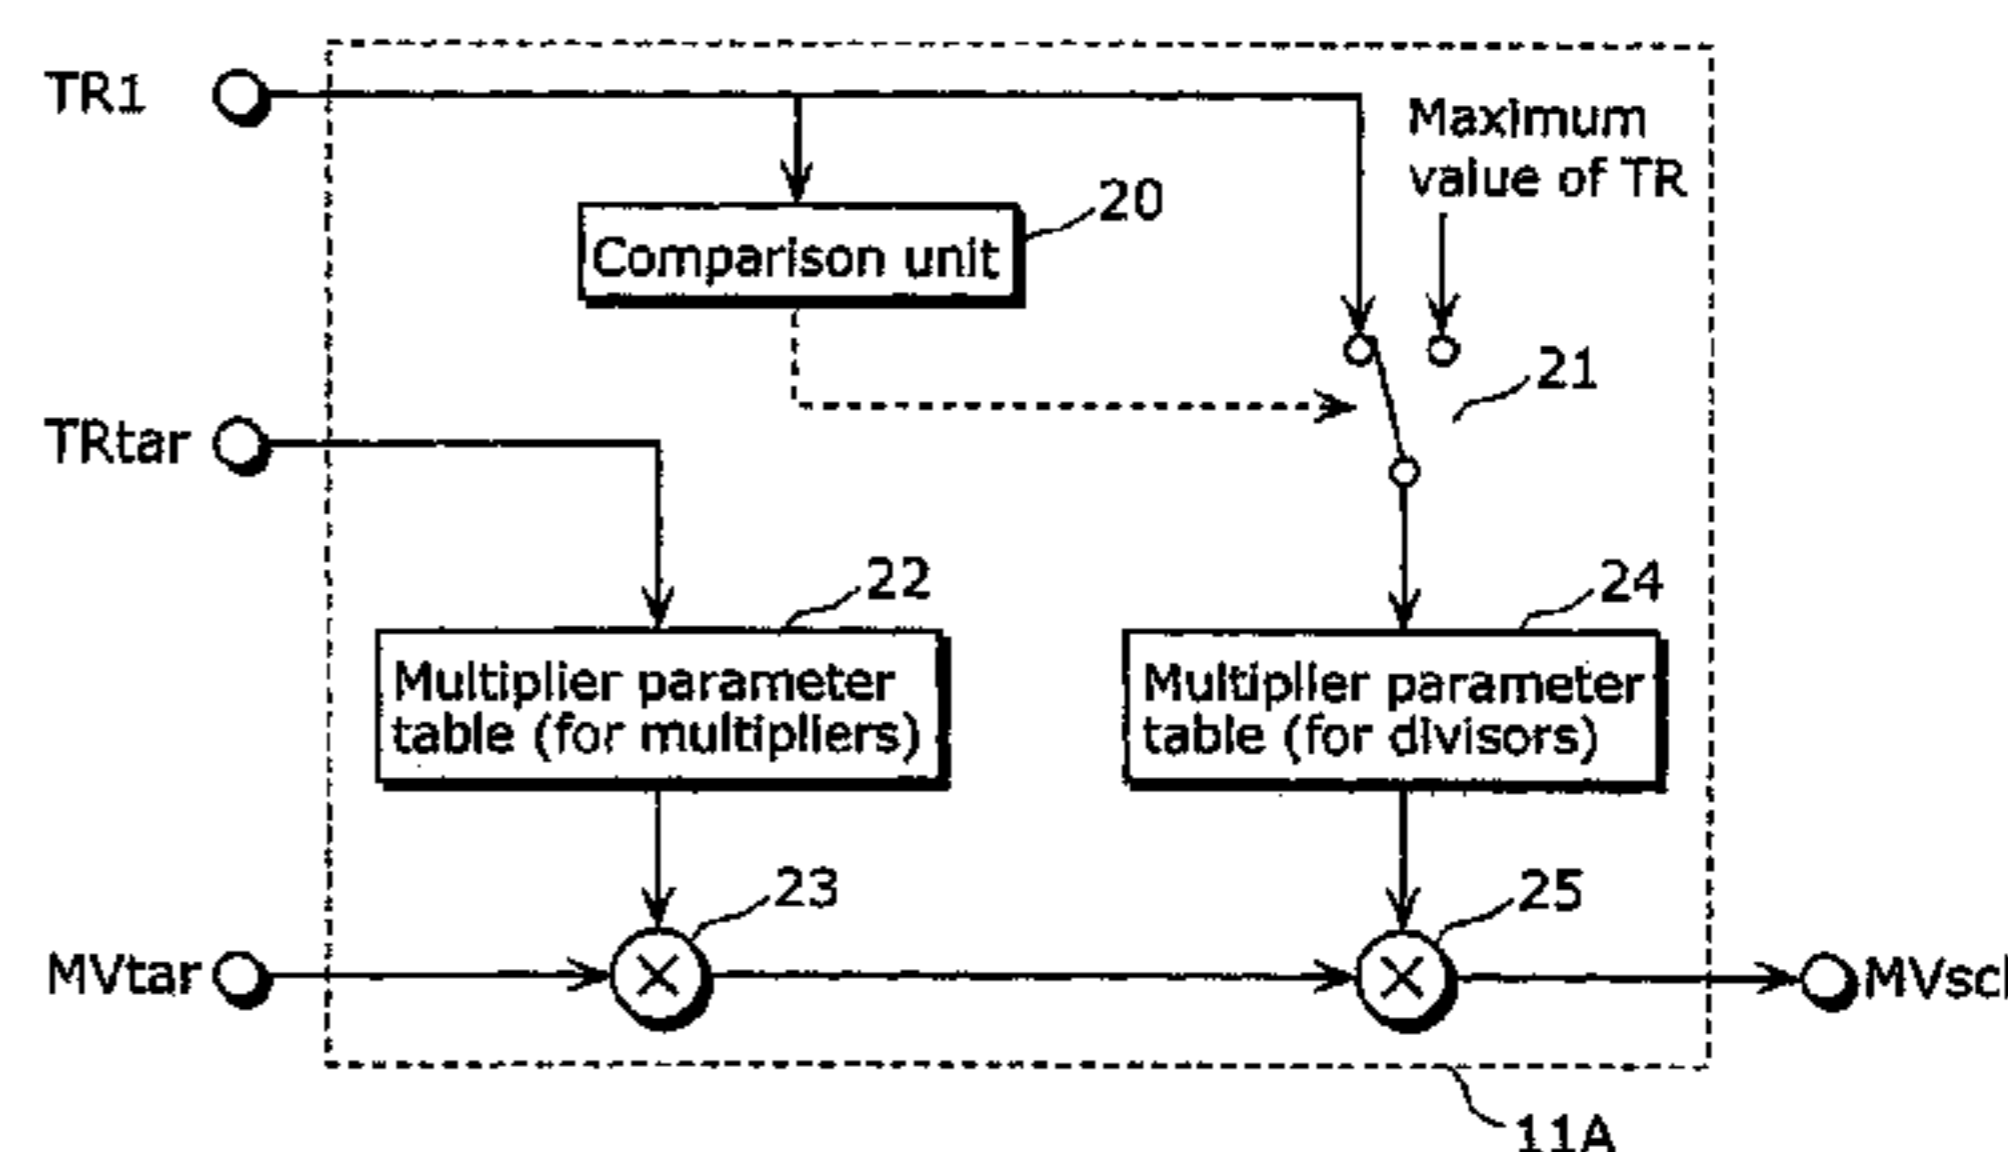 TR1
Maximum
value of TR
20
Comparison unit
21
TRtar
22
24
Multiplier parameter
table (for multipliers)
Multiplier parameter
table (for divisors)
23
25
MVtar
×
×
11A